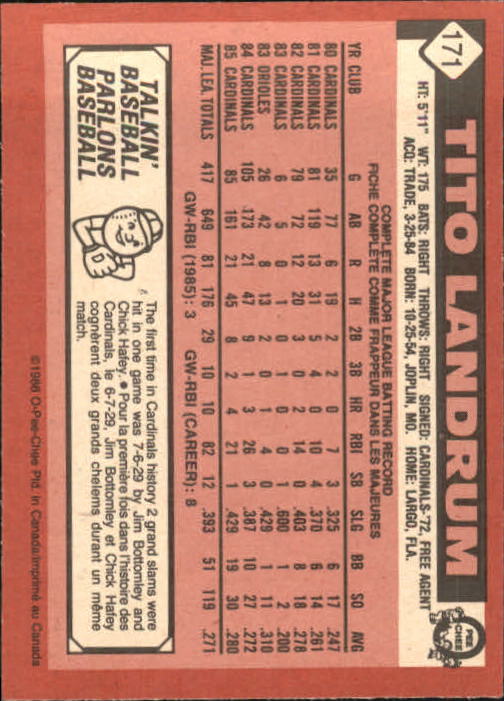 171
TITO LANDRUM
O PEE CHEE
HT: 5'11" WT: 175 BATS: RIGHT THROWS: RIGHT SIGNED: CARDINALS-'72, FREE AGENT
ACQ: TRADE, 3-25-84 BORN: 10-25-54, JOPLIN, MO. HOME: LARGO, FLA.
COMPLETE MAJOR LEAGUE BATTING RECORD
FICHE COMPLÈTE COMME FRAPPEUR DANS LES MAJEURES
YR CLUB G AB R H 2B 3B HR RBI SB SLG BB SO AVG
80 CARDINALS 35 77 6 19 2 2 0 7 3 .325 6 17 .247
81 CARDINALS 81 119 13 31 5 4 0 10 4 .370 6 14 .261
82 CARDINALS 79 72 12 20 3 0 2 14 0 .403 8 18 .278
83 CARDINALS 6 5 0 1 0 1 0 0 1 .600 1 2 .200
83 ORIOLES 26 42 8 13 2 0 1 4 0 .429 1 11 .310
84 CARDINALS 105 173 21 47 9 1 3 26 3 .387 10 27 .272
85 CARDINALS 85 161 21 45 8 2 4 21 1 .429 19 30 .280
MAJ. LEA. TOTALS 417 649 81 176 29 10 10 82 12 .393 51 119 .271
GW-RBI (1985): 3 GW-RBI (CAREER): 8
TALKIN'
BASEBALL
PARLONS
BASEBALL
The first time in Cardinals history 2 grand slams were
hit in one game was 7-6-29 by Jim Bottomley and
Chick Hafey. ● Pour la première fois dans l'histoire des
Cardinals, le 6-7-29, Jim Bottomley et Chick Hafey
cognèrent deux grands chelems durant un même
match.
©1986 O-Pee-Chee Ptd. in Canada/Imprimé au Canada